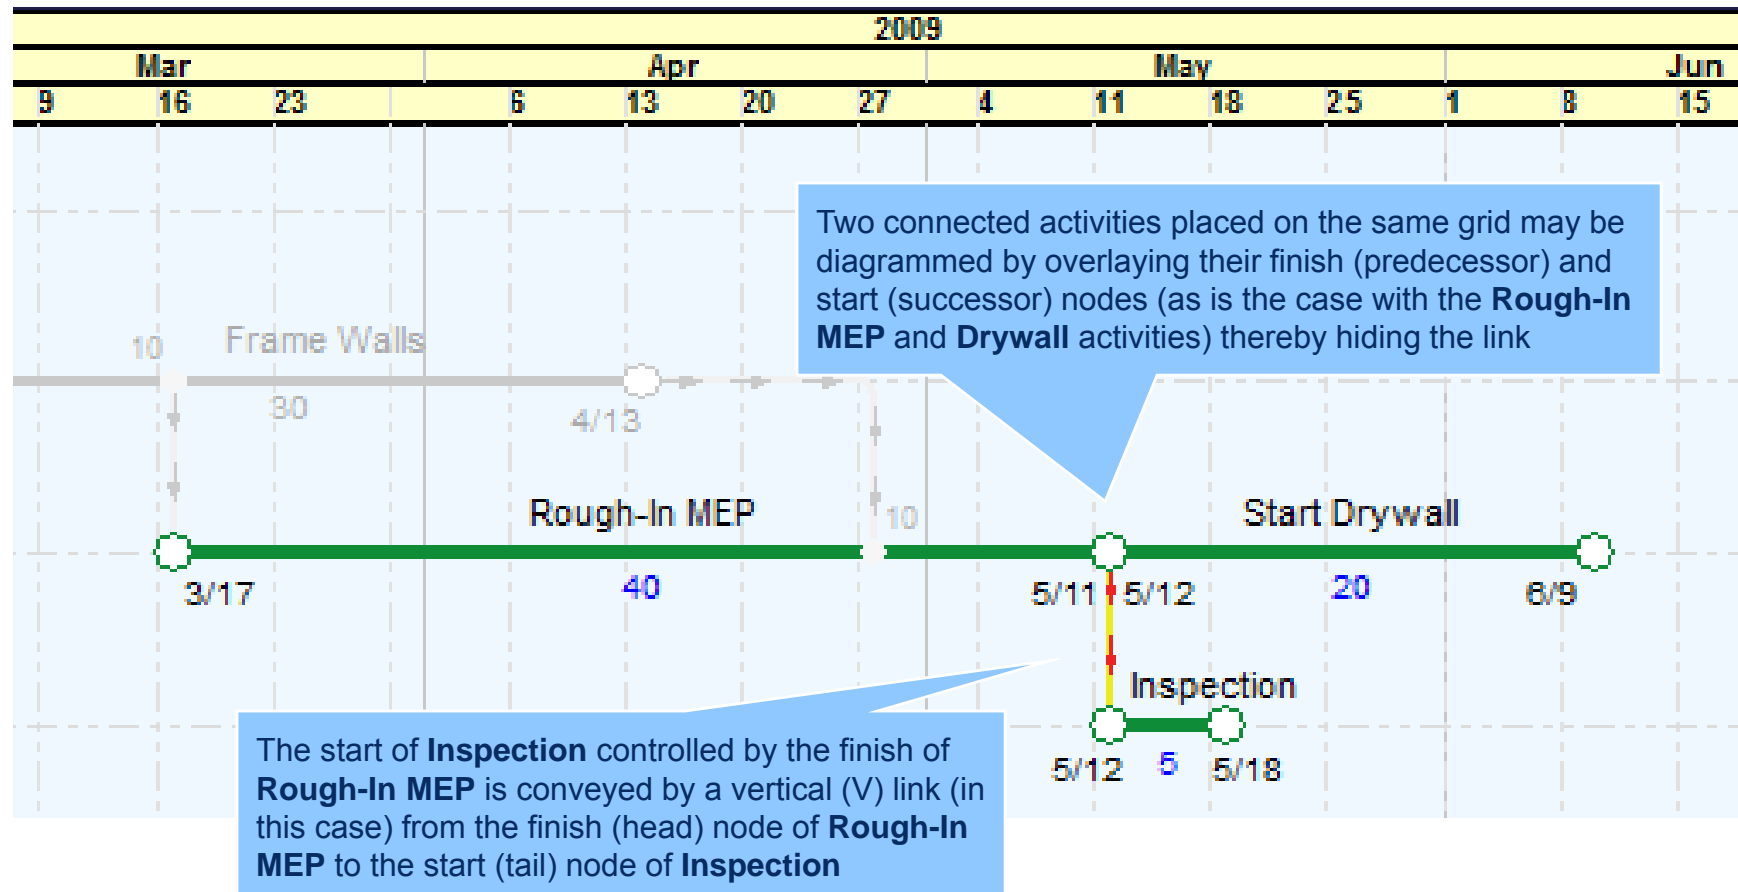 2009
Mar Apr May Jun
9 16 23 6 13 20 27 4 11 18 25 1 8 15
Two connected activities placed on the same grid may be
diagrammed by overlaying their finish (predecessor) and
start (successor) nodes (as is the case with the Rough-In
MEP and Drywall activities) thereby hiding the link
10 Frame Walls
30
4/13
Rough-In MEP 10 Start Drywall
3/17 40 5/11 5/12 20 6/9
Inspection
5/12 5 5/18
The start of Inspection controlled by the finish of
Rough-In MEP is conveyed by a vertical (V) link (in
this case) from the finish (head) node of Rough-In
MEP to the start (tail) node of Inspection